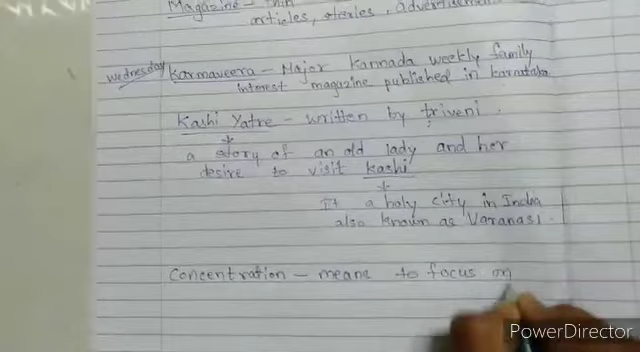 Magazine - thin
articles, stories, advertisement
Wednesday Karmaveera - Major Kannada weekly family
interest magazine published in Karnataka
Kashi Yatre - written by triveni.
a story of an old lady and her
desire to visit Kashi
It a holy city in India
also known as Varanasi.
Concentration - means to focus on
PowerDirector